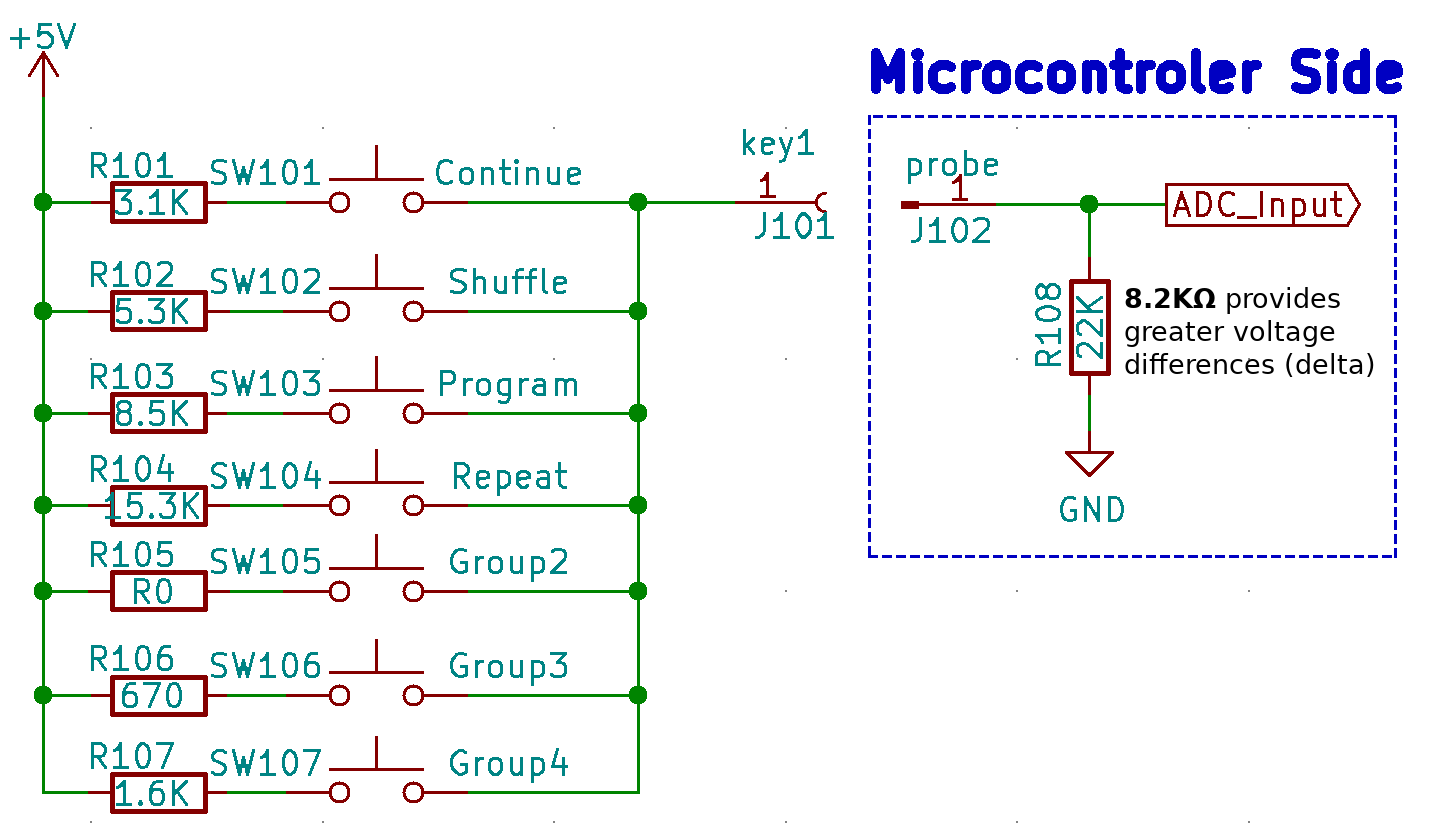 +5V
Microcontroler Side
key1
probe
R101
SW101
Continue
1
1
3.1K
J101
J102
ADC_Input
R102
SW102
Shuffle
5.3K
R108
22K
8.2KΩ provides
greater voltage
differences (delta)
R103
SW103
Program
8.5K
R104
SW104
Repeat
15.3K
GND
R105
SW105
Group2
R0
R106
SW106
Group3
670
R107
SW107
Group4
1.6K